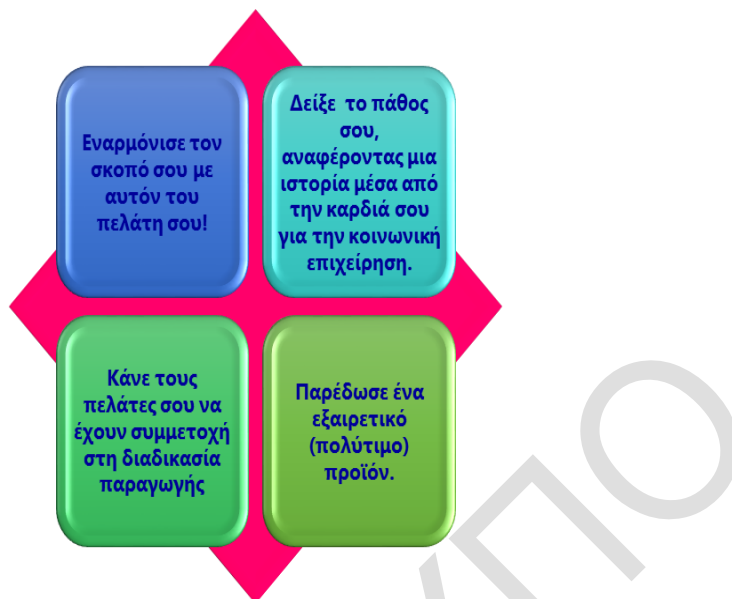 Εναρμόνισε τον
σκοπό σου με
αυτόν του
πελάτη σου!
Δείξε το πάθος
σου,
αναφέροντας μια
ιστορία μέσα από
την καρδιά σου
για την κοινωνική
επιχείρηση.
Κάνε τους
πελάτες σου να
έχουν συμμετοχή
στη διαδικασία
παραγωγής
Παρέδωσε ένα
εξαιρετικό
(πολύτιμο)
προϊόν.